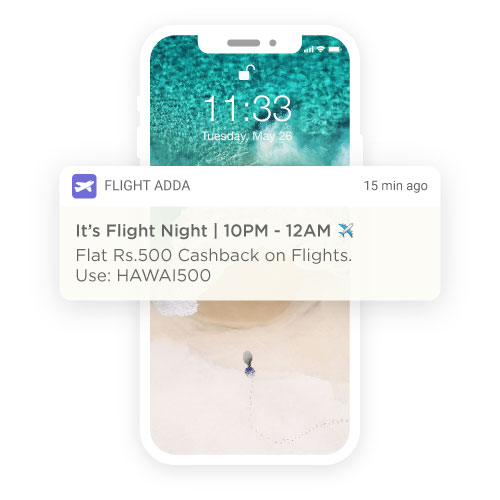 11:33
Tuesday, May 26
FLIGHT ADDA 15 min ago
It's Flight Night | 10PM - 12AM ✈️
Flat Rs.500 Cashback on Flights.
Use: HAWAI500